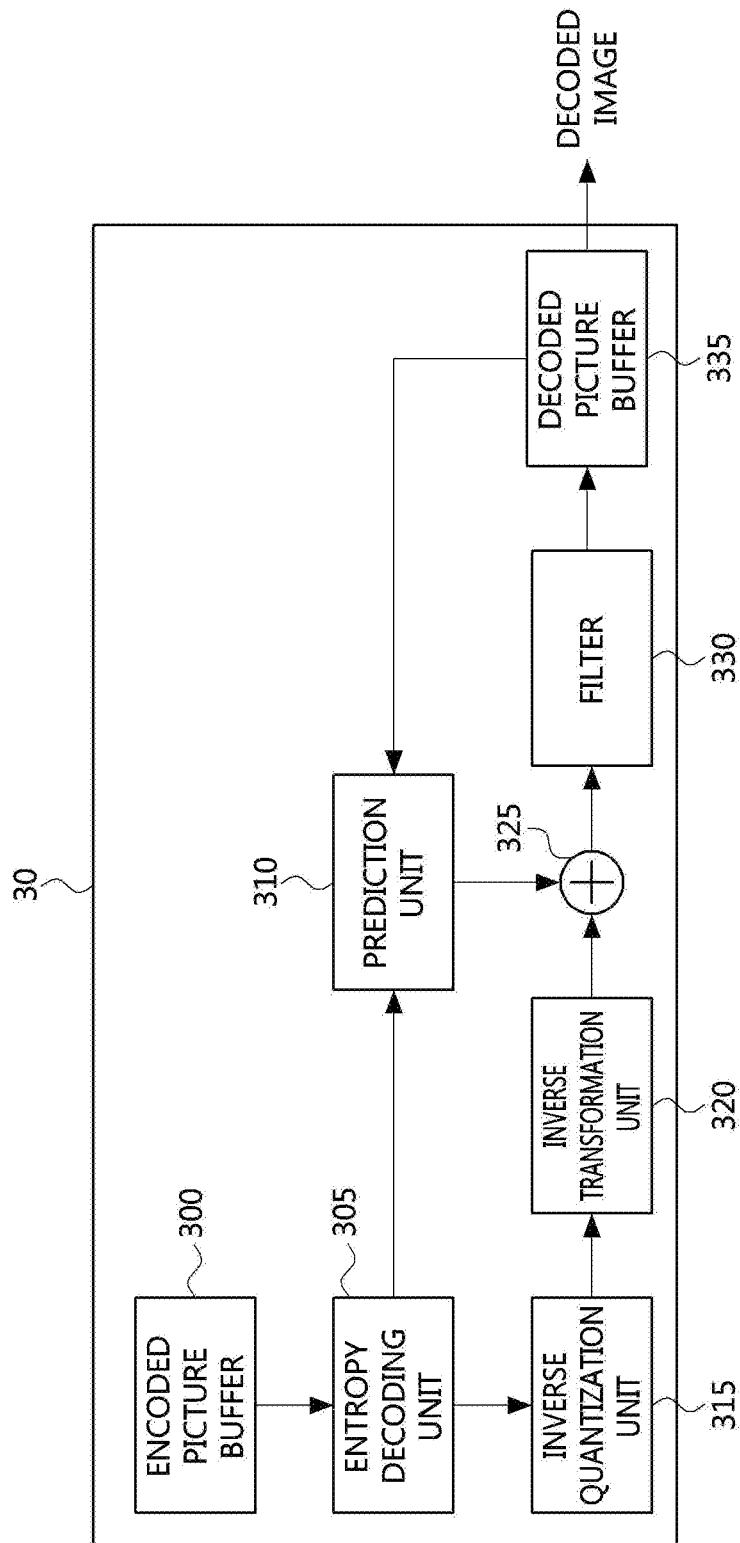 30
ENCODED
PICTURE
BUFFER
300
ENTROPY
DECODING
UNIT
305
PREDICTION
UNIT
310
INVERSE
QUANTIZATION
UNIT
315
INVERSE
TRANSFORMATION
UNIT
320
325
FILTER
330
DECODED
PICTURE
BUFFER
335
DECODED
IMAGE